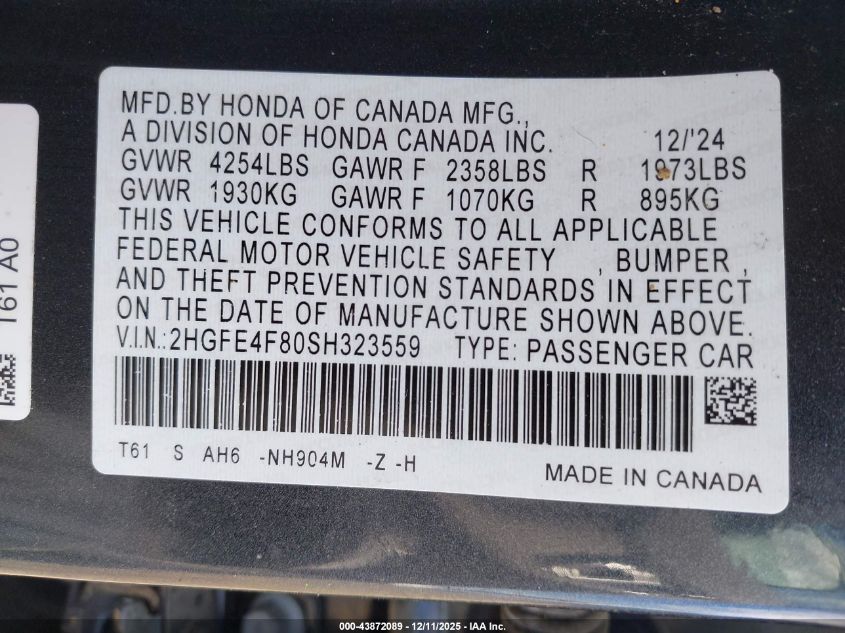 MFD.BY HONDA OF CANADA MFG.,
A DIVISION OF HONDA CANADA INC. 12/'24
GVWR 4254LBS GAWR F 2358LBS R 1973LBS
GVWR 1930KG GAWR F 1070KG R 895KG
THIS VEHICLE CONFORMS TO ALL APPLICABLE
FEDERAL MOTOR VEHICLE SAFETY , BUMPER ,
AND THEFT PREVENTION STANDARDS IN EFFECT
ON THE DATE OF MANUFACTURE SHOWN ABOVE.
V.I.N.:2HGFE4F80SH323559 TYPE: PASSENGER CAR
T61 S AH6 -NH904M -Z -H
MADE IN CANADA
T61 A0
000-43872089 - 12/11/2025 - IAA Inc.